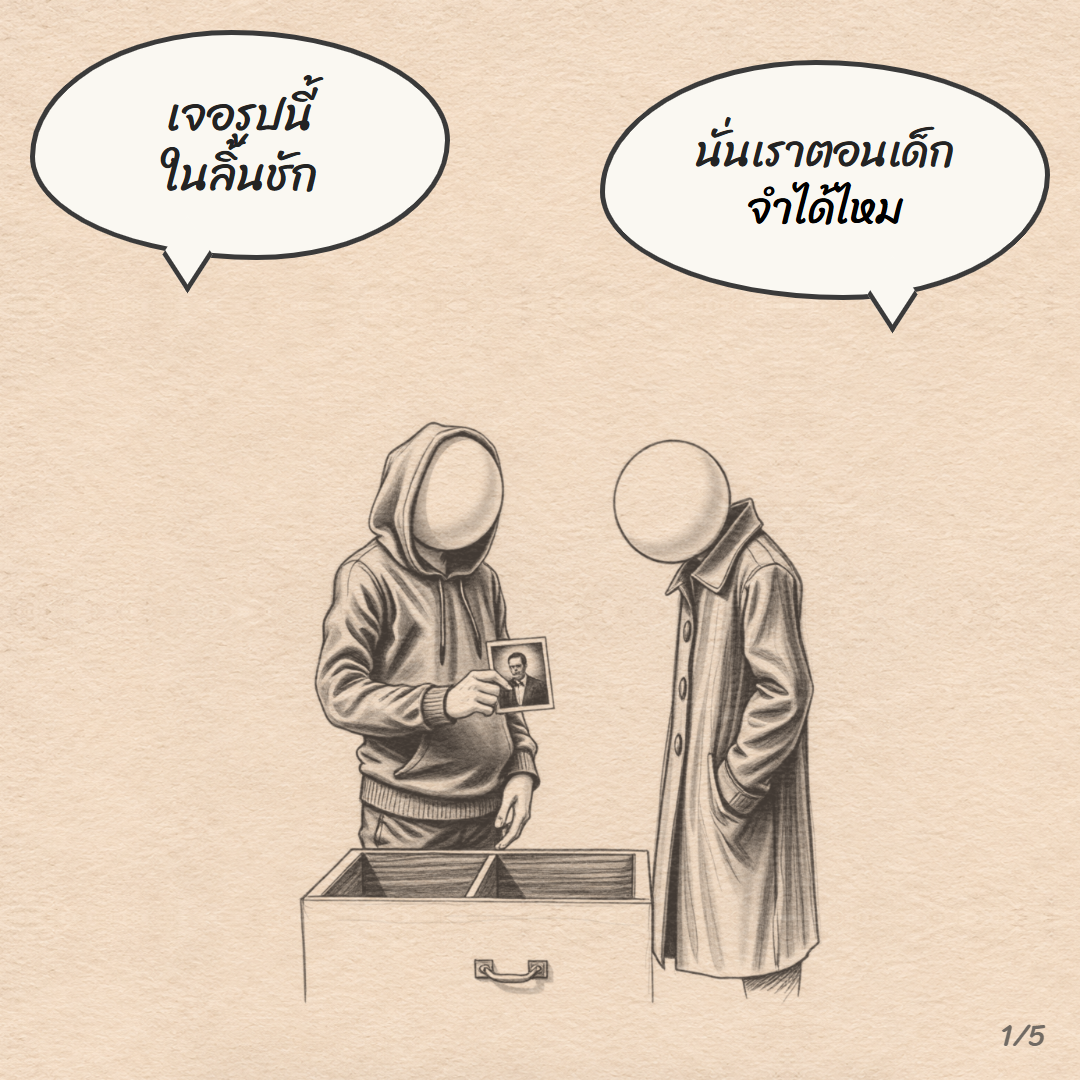 เจอรูปนี้
ในลิ้นชัก
นั่นเราตอนเด็ก
จำได้ไหม
1/5